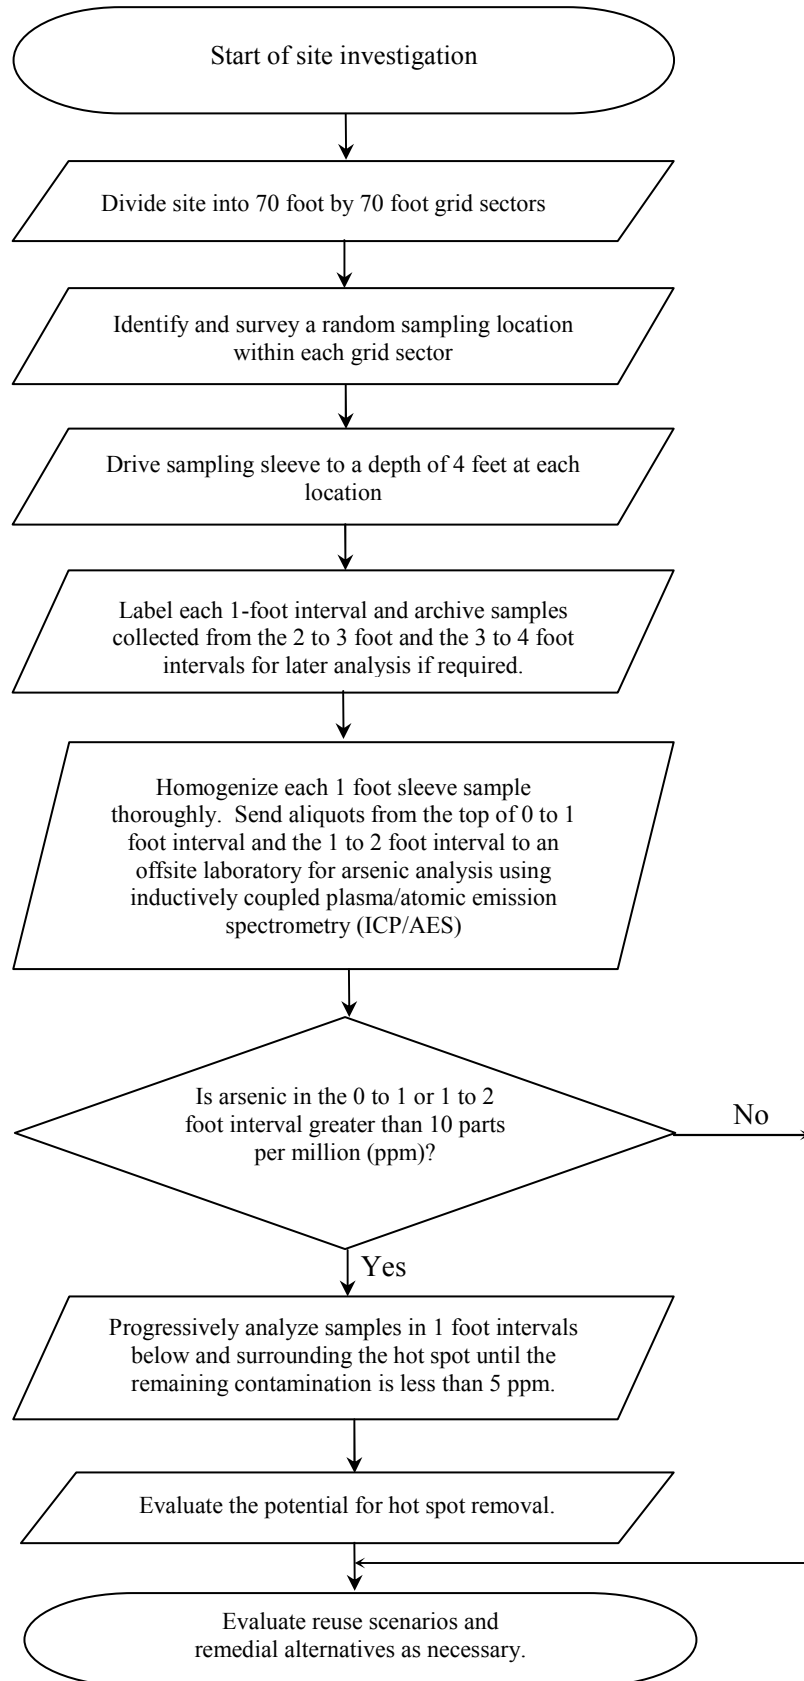 Start of site investigation
Divide site into 70 foot by 70 foot grid sectors
Identify and survey a random sampling location
within each grid sector
Drive sampling sleeve to a depth of 4 feet at each
location
Label each 1-foot interval and archive samples
collected from the 2 to 3 foot and the 3 to 4 foot
intervals for later analysis if required.
Homogenize each 1 foot sleeve sample
thoroughly.  Send aliquots from the top of 0 to 1
foot interval and the 1 to 2 foot interval to an
offsite laboratory for arsenic analysis using
inductively coupled plasma/atomic emission
spectrometry (ICP/AES)
Is arsenic in the 0 to 1 or 1 to 2
foot interval greater than 10 parts
per million (ppm)?
No
Yes
Progressively analyze samples in 1 foot intervals
below and surrounding the hot spot until the
remaining contamination is less than 5 ppm.
Evaluate the potential for hot spot removal.
Evaluate reuse scenarios and
remedial alternatives as necessary.